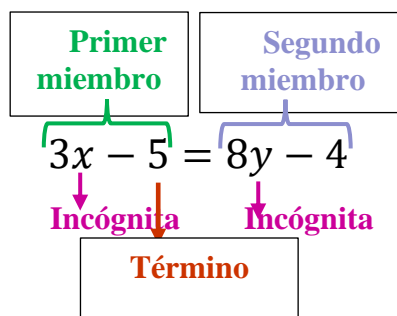 Primer
miembro
Segundo
miembro
3x − 5 = 8y − 4
Incógnita
Incógnita
Término